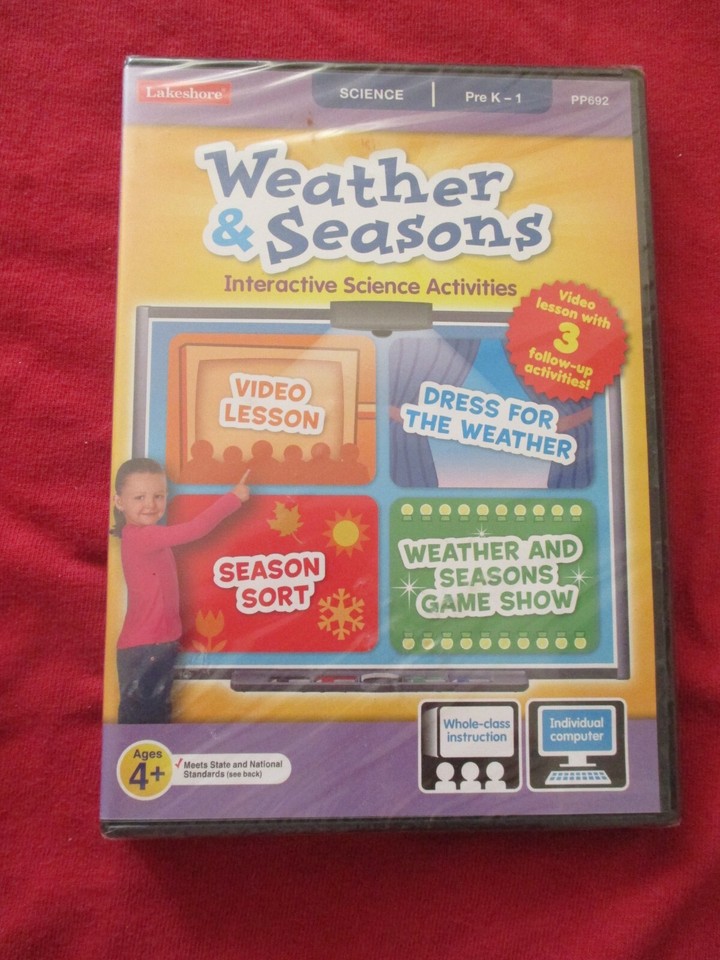 Lakeshore®
SCIENCE | Pre K – 1
PP692
Weather
& Seasons
Interactive Science Activities
Video
lesson with
3
follow-up
activities!
VIDEO
LESSON
DRESS FOR
THE WEATHER
SEASON
SORT
WEATHER AND
SEASONS
GAME SHOW
Whole-class
instruction
Individual
computer
Ages
4+
Meets State and National
Standards (see back)